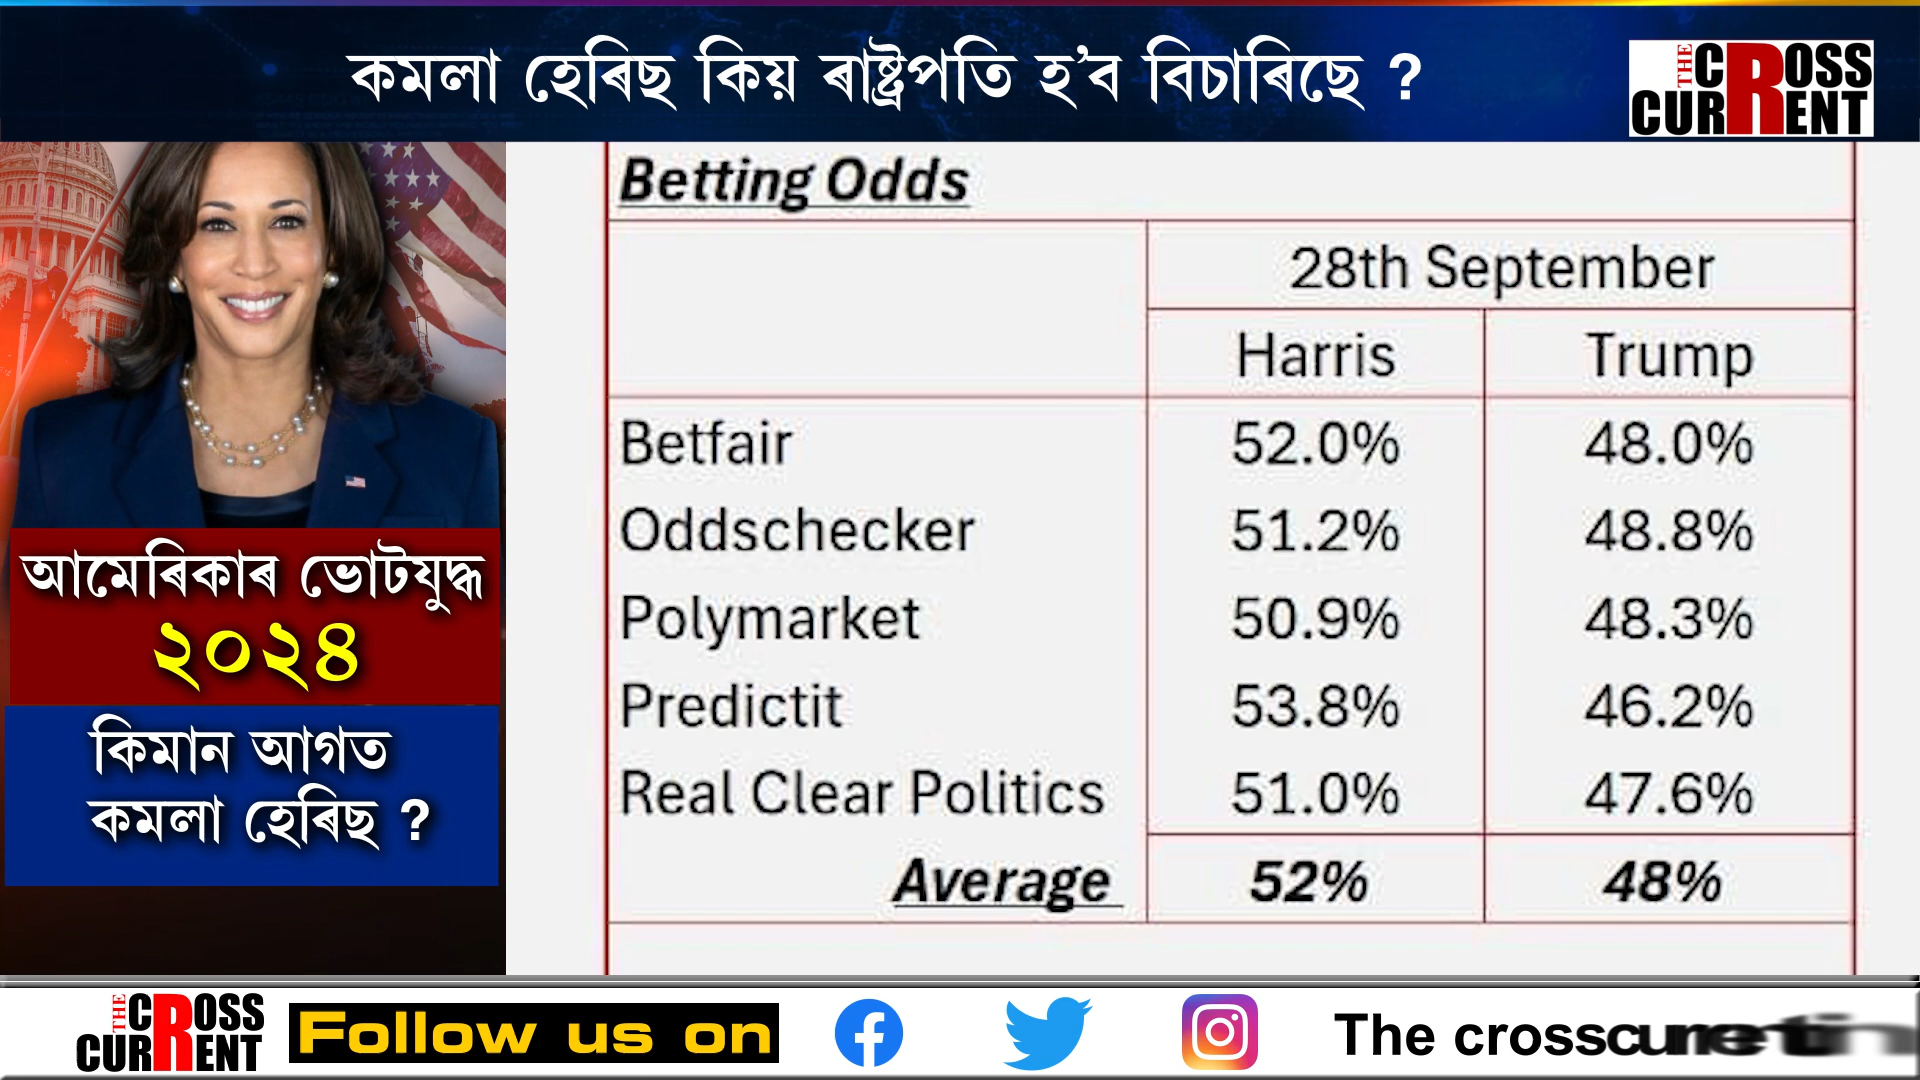 কমলা হেৰিছ কিয় ৰাষ্ট্ৰপতি হ’ব বিচাৰিছে ?
THE CROSS
CURRENT
Betting Odds
28th September
Harris Trump
Betfair 52.0% 48.0%
Oddschecker 51.2% 48.8%
Polymarket 50.9% 48.3%
Predictit 53.8% 46.2%
Real Clear Politics 51.0% 47.6%
Average 52% 48%
আমেৰিকাৰ ভোটযুদ্ধ
২০২৪
কিমান আগত
কমলা হেৰিছ ?
THE CROSS
CURRENT
Follow us on
The